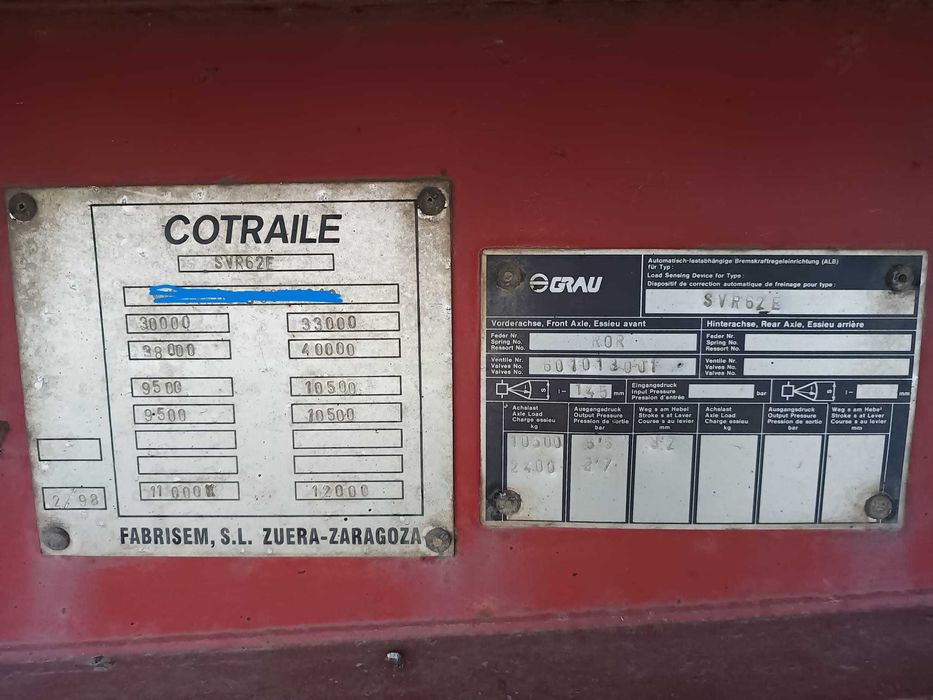 COTRAILE
SVR62E
30000 33000
38000 40000
9500 10500
9500 10500
11000 12000
2/98
FABRISEM, S.L. ZUERA-ZARAGOZA
GRAU
Automatisch-lastabhängige Bremskraftregeleinrichtung (ALB)
für Typ:
Load Sensing Device for Type:
Dispositif de correction automatique de freinage pour type:
SVR62E
Vorderachse, Front Axle, Essieu avant Hinterachse, Rear Axle, Essieu arrière
Feder Nr. Feder Nr.
Spring No. ROR Spring No.
Ressort No. Ressort No.
Ventile Nr. Ventile Nr.
Valves No. Valves No.
Valves No. Valves No.
S l= 145 mm Eingangsdruck S l= mm
Input Pressure bar
Pression d'entrée
Achslast Ausgangsdruck Weg s am Hebel Achslast Ausgangsdruck Weg s am Hebel
Axle Load Output Pressure Stroke s at Lever Axle Load Output Pressure Stroke s at Lever
Charge essieu Pression de sortie Course s au levier Charge essieu Pression de sortie Course s au levier
kg bar mm kg bar mm
10500 3'2
2400 2'7